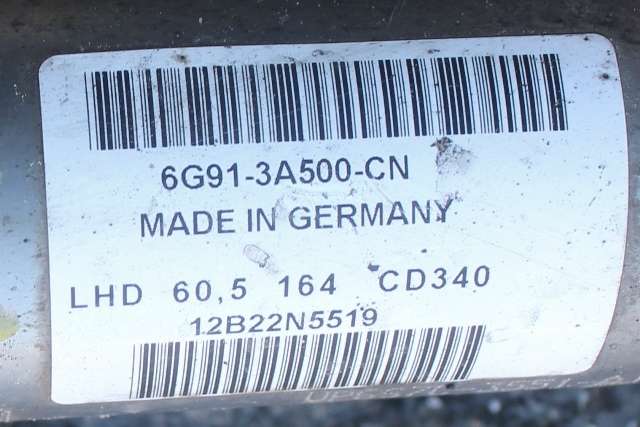 6G91-3A500-CN
MADE IN GERMANY
LHD 60,5 164 CD340
12B22N5519